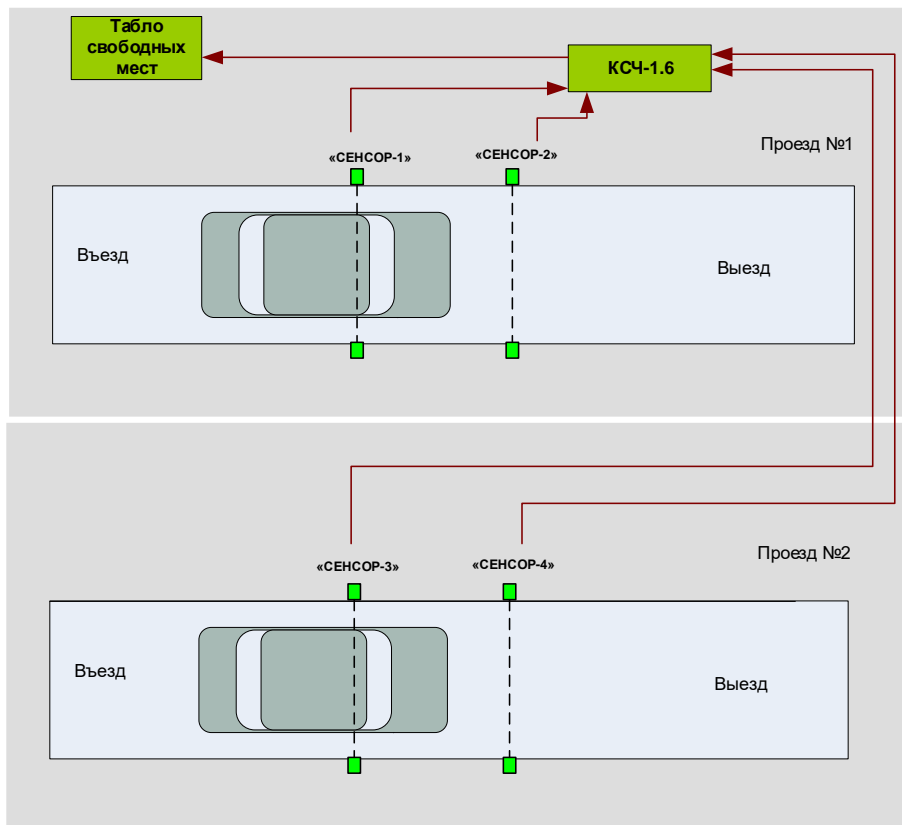 Табло
свободных
мест
КСЧ-1.6
«СЕНСОР-1»
«СЕНСОР-2»
Проезд №1
Въезд
Выезд
«СЕНСОР-3»
«СЕНСОР-4»
Проезд №2
Въезд
Выезд